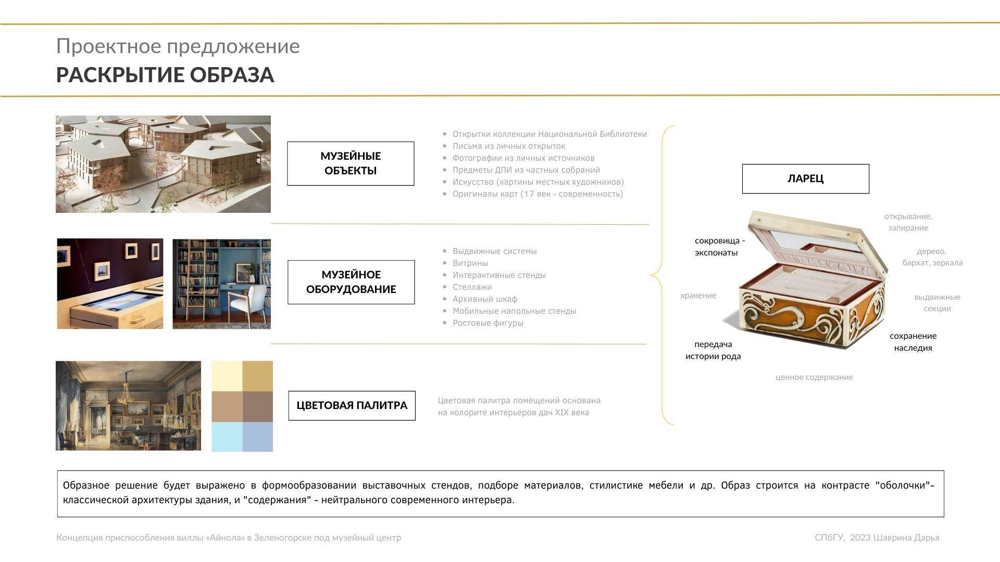 Проектное предложение
РАСКРЫТИЕ ОБРАЗА
МУЗЕЙНЫЕ
ОБЪЕКТЫ
Открытки коллекции Национальной Библиотеки
Письма из личных открыток
Фотографии из личных источников
Предметы ДПИ из частных собраний
Искусство (картины местных художников)
Оригиналы карт (17 век - современность)
МУЗЕЙНОЕ
ОБОРУДОВАНИЕ
Выдвижные системы
Витрины
Интерактивные стенды
Стеллажи
Архивный шкаф
Мобильные напольные стенды
Ростовые фигуры
ЦВЕТОВАЯ ПАЛИТРА
Цветовая палитра помещений основана
на колорите интерьеров дач XIX века
ЛАРЕЦ
открывание,
запирание
сокровища -
экспонаты
дерево,
бархат, зеркала
хранение
выдвижные
секции
передача
истории рода
сохранение
наследия
ценное содержание
Образное решение будет выражено в формообразовании выставочных стендов, подборе материалов, стилистике мебели и др. Образ строится на контрасте "оболочки"-
классической архитектуры здания, и "содержания" - нейтрального современного интерьера.
Концепция приспособления виллы «Айнола» в Зеленогорске под музейный центр
СПбГУ, 2023 Шаврина Дарья